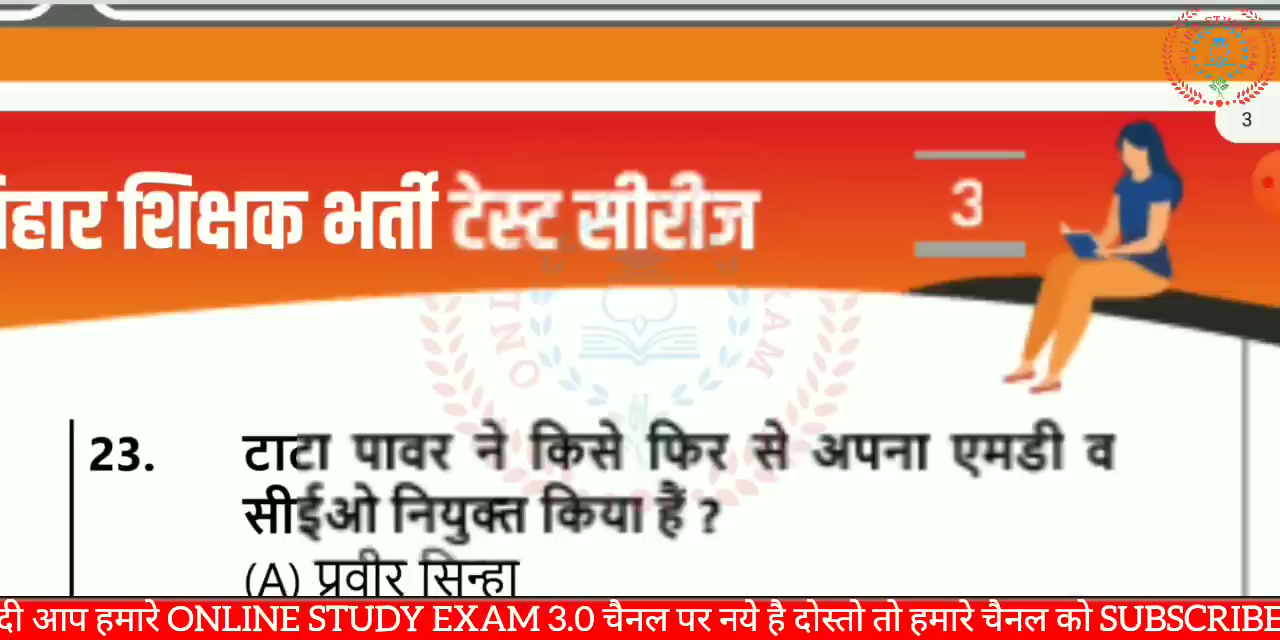 3
िहार शिक्षक भर्ती टेस्ट सीरीज
3
23. टाटा पावर ने किसे फिर से अपना एमडी व
सीईओ नियुक्त किया हैं ?
(A) प्रवीर सिन्हा
दी आप हमारे ONLINE STUDY EXAM 3.0 चैनल पर नये है दोस्तो तो हमारे चैनल को SUBSCRIBE